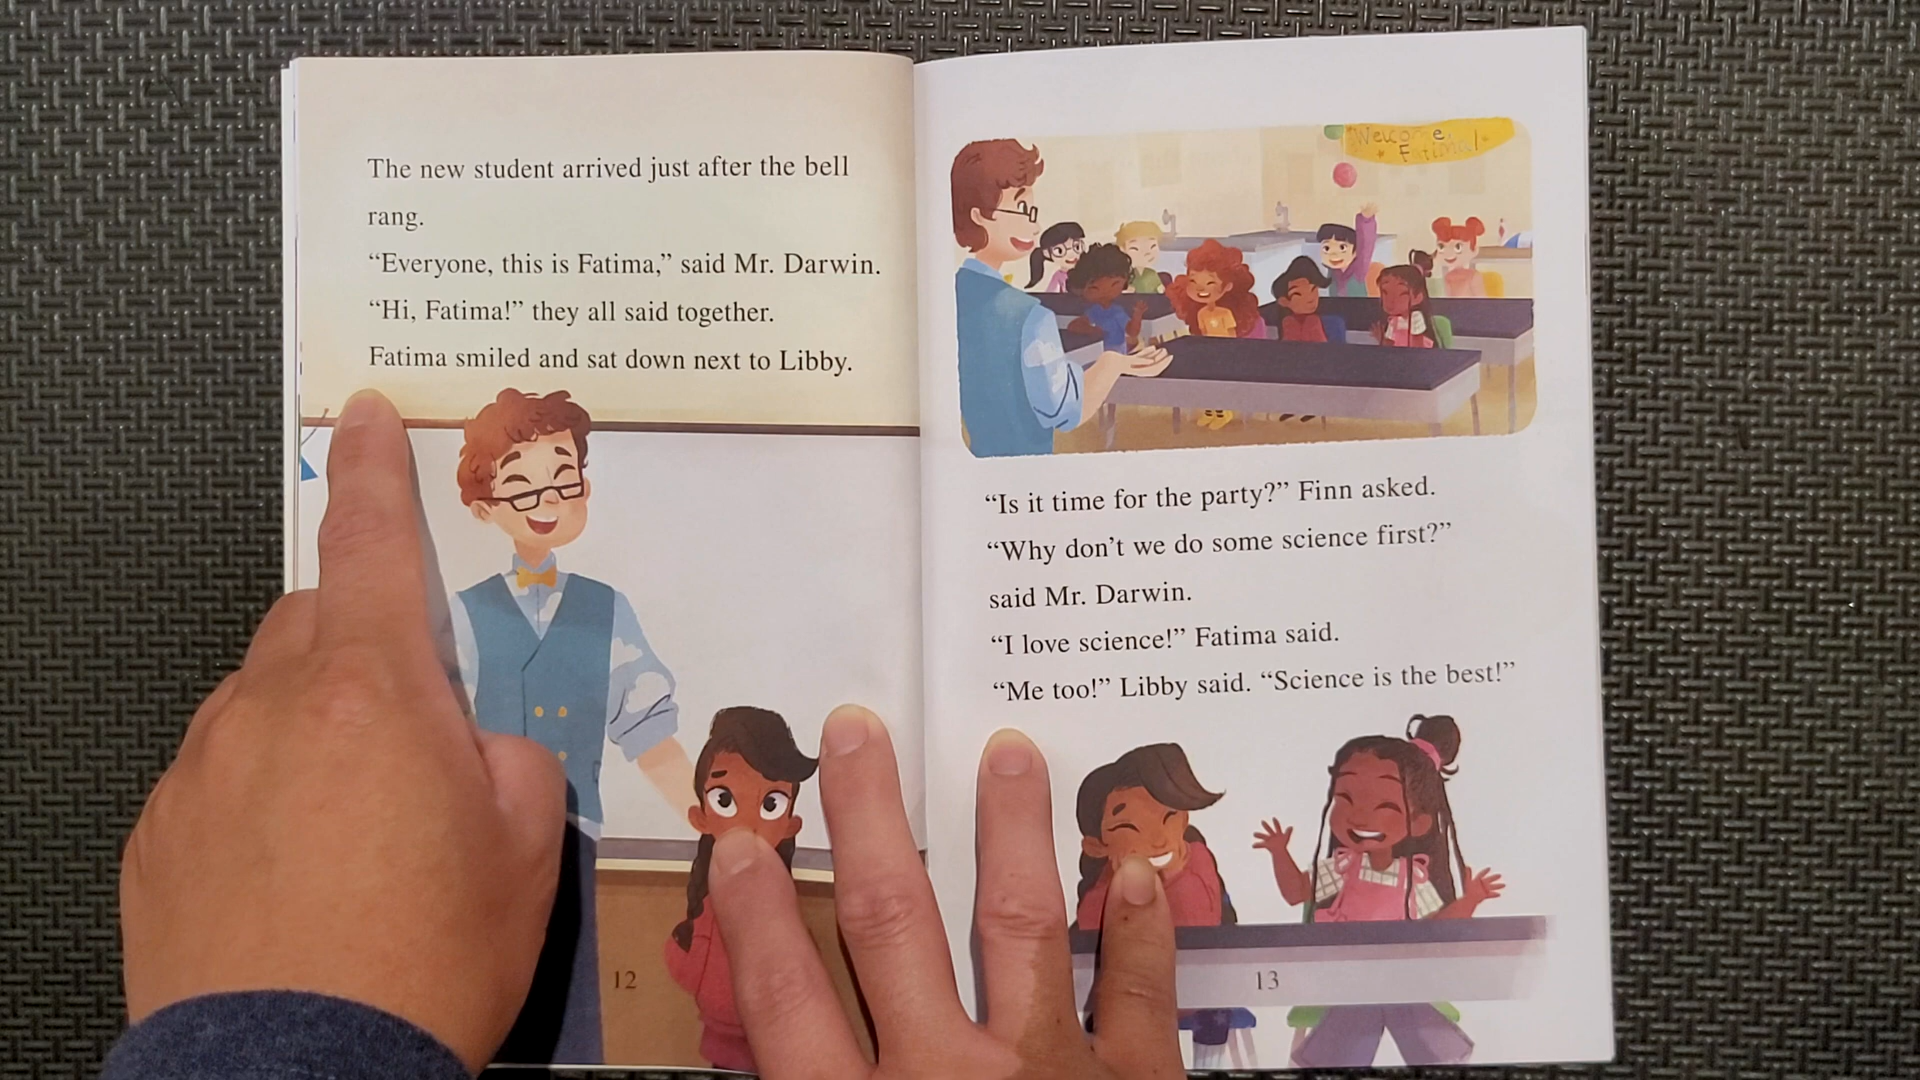 The new student arrived just after the bell
rang.
“Everyone, this is Fatima,” said Mr. Darwin.
“Hi, Fatima!” they all said together.
Fatima smiled and sat down next to Libby.
12
Welcome
Fatima!
“Is it time for the party?” Finn asked.
“Why don’t we do some science first?”
said Mr. Darwin.
“I love science!” Fatima said.
“Me too!” Libby said. “Science is the best!”
13